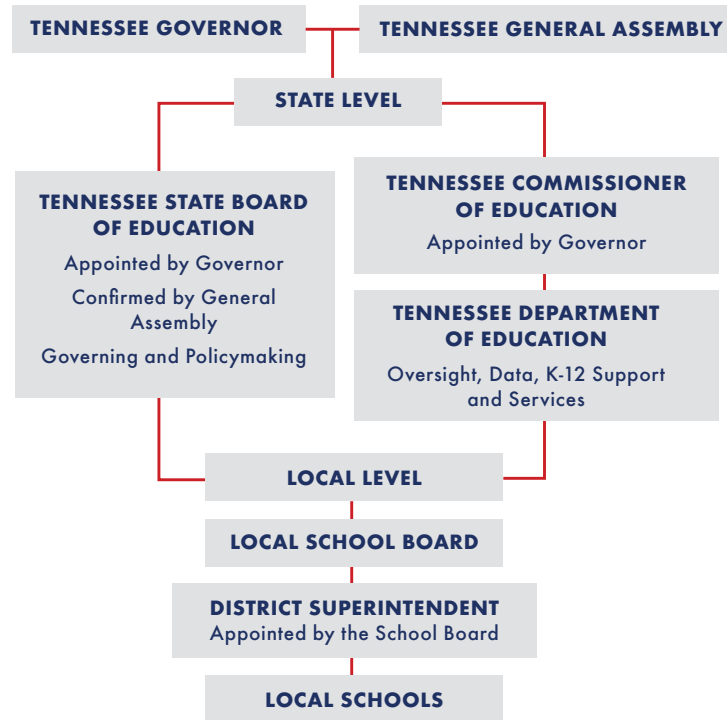 TENNESSEE GOVERNOR
TENNESSEE GENERAL ASSEMBLY
STATE LEVEL
TENNESSEE STATE BOARD
OF EDUCATION
Appointed by Governor
Confirmed by General
Assembly
Governing and Policymaking
TENNESSEE COMMISSIONER
OF EDUCATION
Appointed by Governor
TENNESSEE DEPARTMENT
OF EDUCATION
Oversight, Data, K-12 Support
and Services
LOCAL LEVEL
LOCAL SCHOOL BOARD
DISTRICT SUPERINTENDENT
Appointed by the School Board
LOCAL SCHOOLS